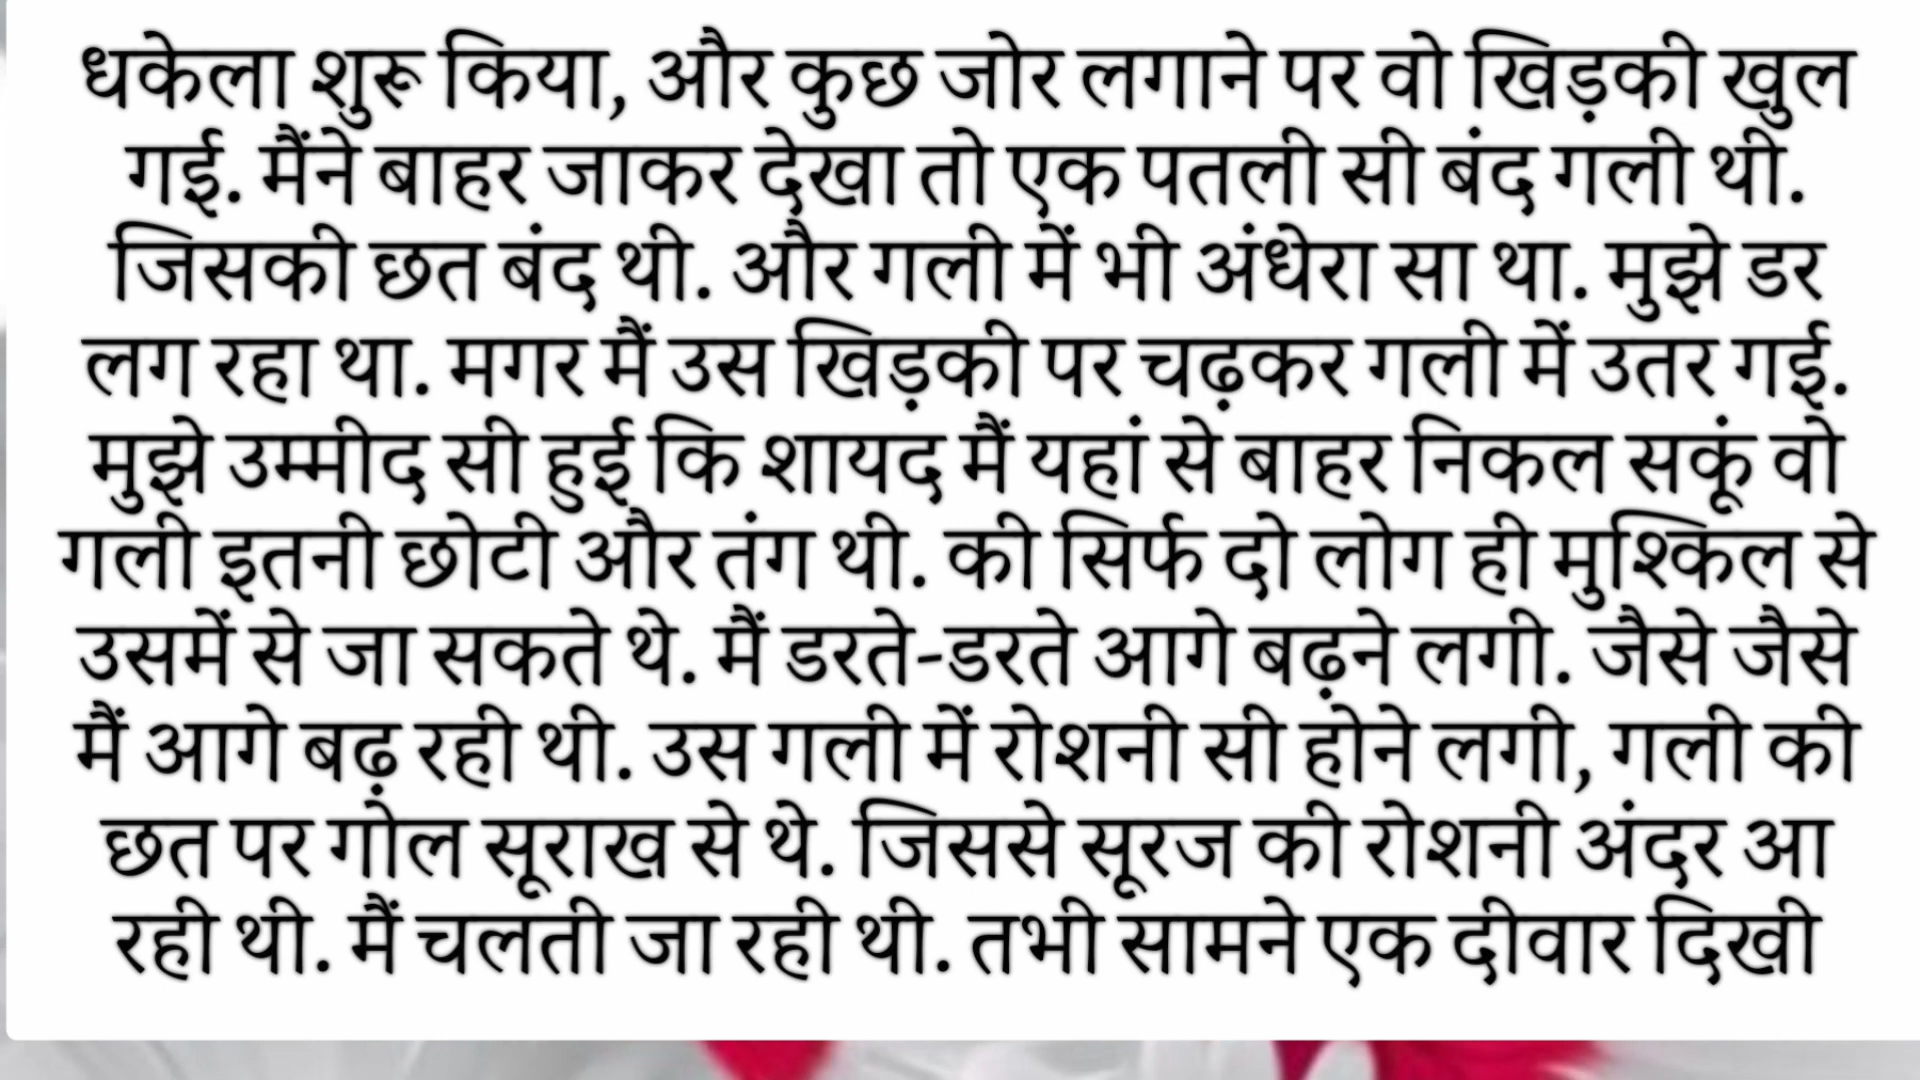 धकेला शुरू किया, और कुछ जोर लगाने पर वो खिड़की खुल
गई. मैंने बाहर जाकर देखा तो एक पतली सी बंद गली थी.
जिसकी छत बंद थी. और गली में भी अंधेरा सा था. मुझे डर
लग रहा था. मगर मैं उस खिड़की पर चढ़कर गली में उतर गई.
मुझे उम्मीद सी हुई कि शायद मैं यहां से बाहर निकल सकूं वो
गली इतनी छोटी और तंग थी. की सिर्फ दो लोग ही मुश्किल से
उसमें से जा सकते थे. मैं डरते-डरते आगे बढ़ने लगी. जैसे जैसे
मैं आगे बढ़ रही थी. उस गली में रोशनी सी होने लगी, गली की
छत पर गोल सूराख से थे. जिससे सूरज की रोशनी अंदर आ
रही थी. मैं चलती जा रही थी. तभी सामने एक दीवार दिखी